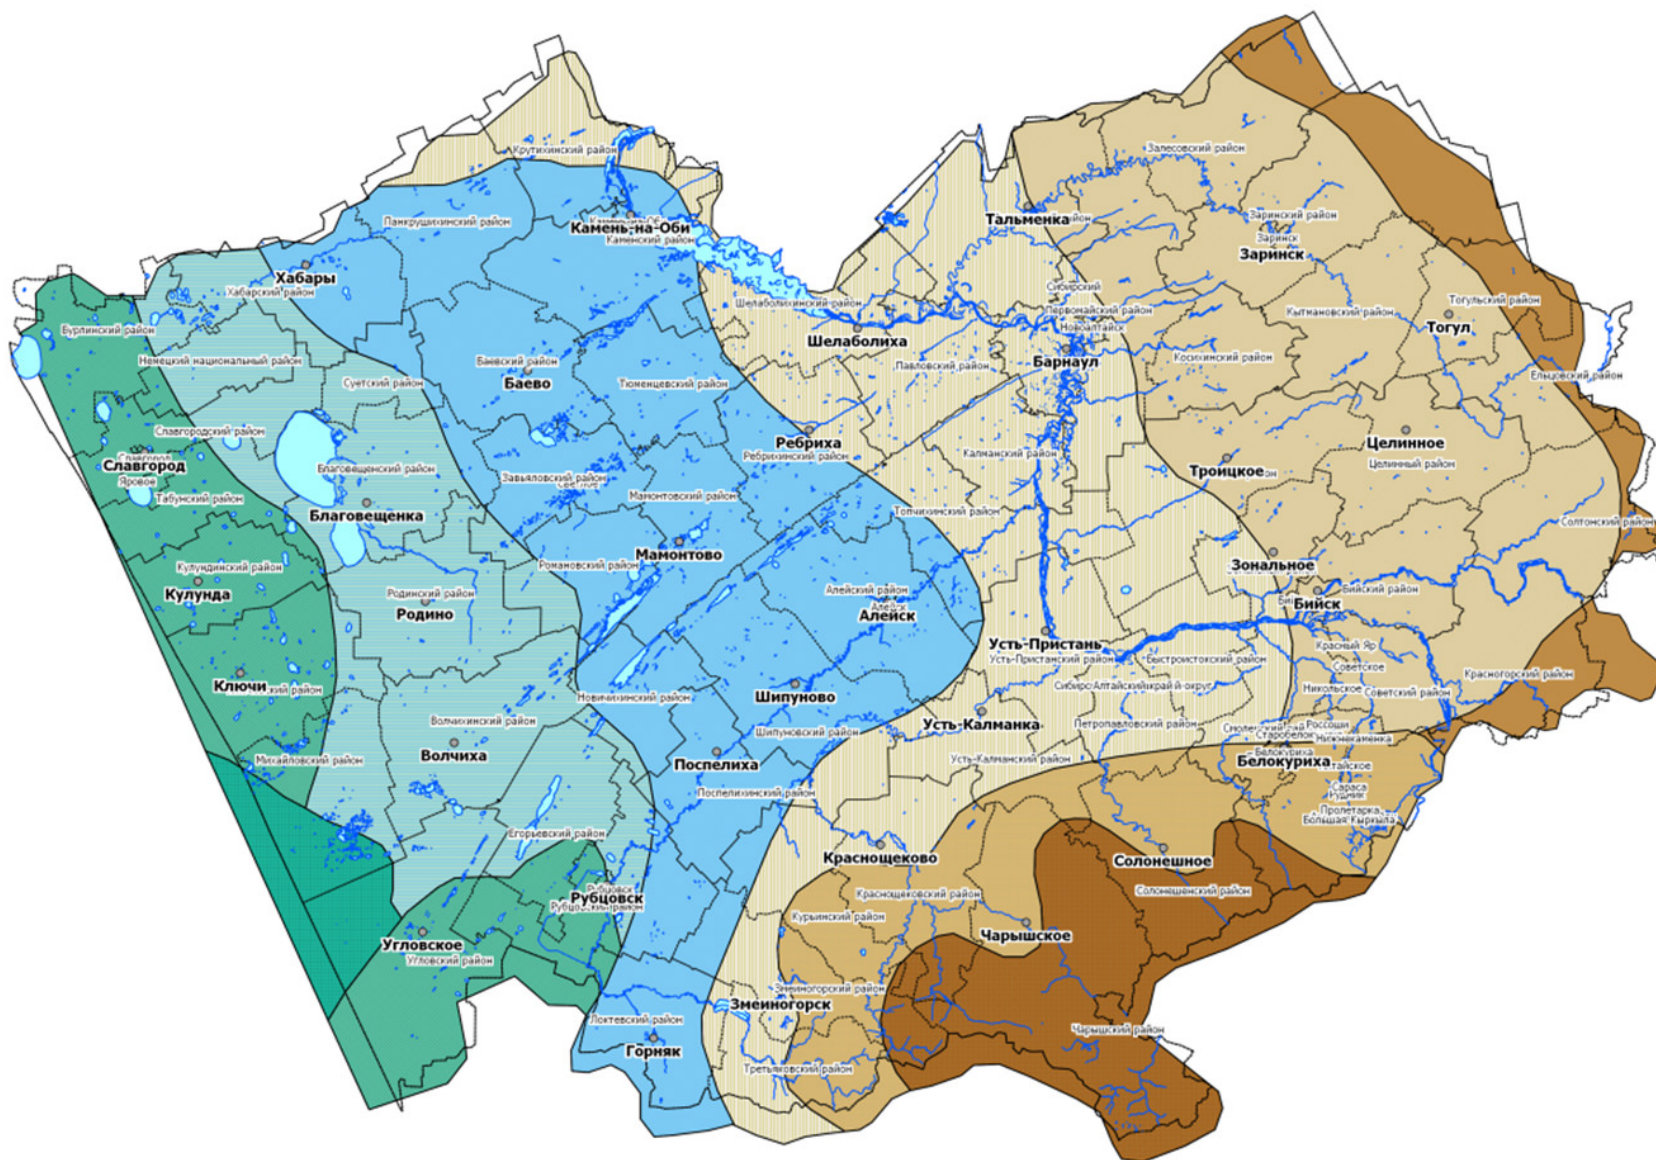 Крутихинский район
Залесовский район
Панкрушихинский район
Тальменка
Заринский район
Камень-на-Оби
Каменский район
Заринск
Заринск
Хабары
Хабарский район
Сибирский
Шелаболихинский район
Первомайский район
Кытмановский район
Тогульский район
Бурлинский район
Новоалтайск
Тогул
Шелаболиха
Немецкий национальный район
Баевский район
Барнаул
Косихинский район
Павловский район
Суетский район
Баево
Тюменцевский район
Ельцовский район
Славгородский район
Ребриха
Целинное
Ребрихинский район
Калманский район
Целинный район
Славгород
Благовещенский район
Троицкое
Яровое
Завьяловский район
Табунский район
Мамонтовский район
Благовещенка
Топчихинский район
Солтонский район
Мамонтово
Кулундинский район
Романовский район
Зональное
Кулунда
Родинский район
Алейский район
Бийский район
Родино
Алейск
Бийск
Усть-Пристань
Красный Яр
Усть-Пристанский район
Быстроистокский район
Советское
Красногорский район
Ключи
Шипуново
Никольское
Советский район
Новичихинский район
Волчихинский район
Усть-Калманка
Петропавловский район
Россоши
Шипуновский район
Нижнекаменка
Волчиха
Белокуриха
Михайловский район
Поспелиха
Усть-Калманский район
Белокуриха
Сараса
Поспелихинский район
Пролетарка
Егорьевский район
Краснощеково
Солонешное
Рубцовск
Краснощековский район
Солонешенский район
Курьинский район
Угловское
Чарышское
Угловский район
Змеиногорский район
Змеиногорск
Локтевский район
Чарышский район
Горняк
Третьяковский район